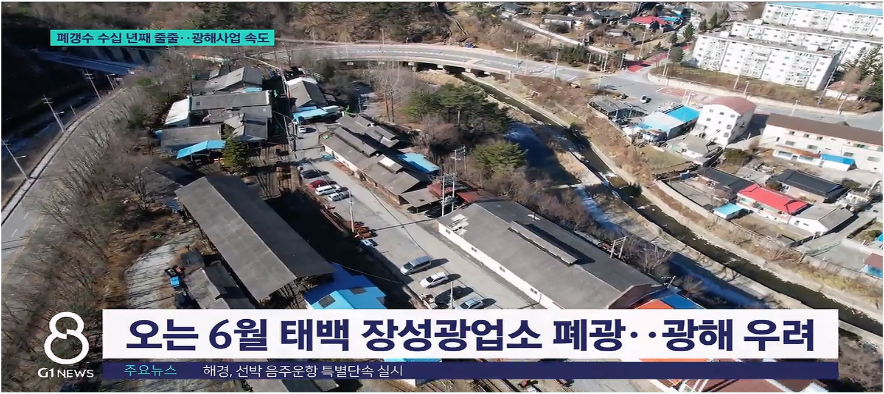 폐갱수 수십 년째 줄줄‥광해사업 속도
오는 6월 태백 장성광업소 폐광‥광해 우려
8
G1 NEWS
주요뉴스
해경, 선박 음주운항 특별단속 실시